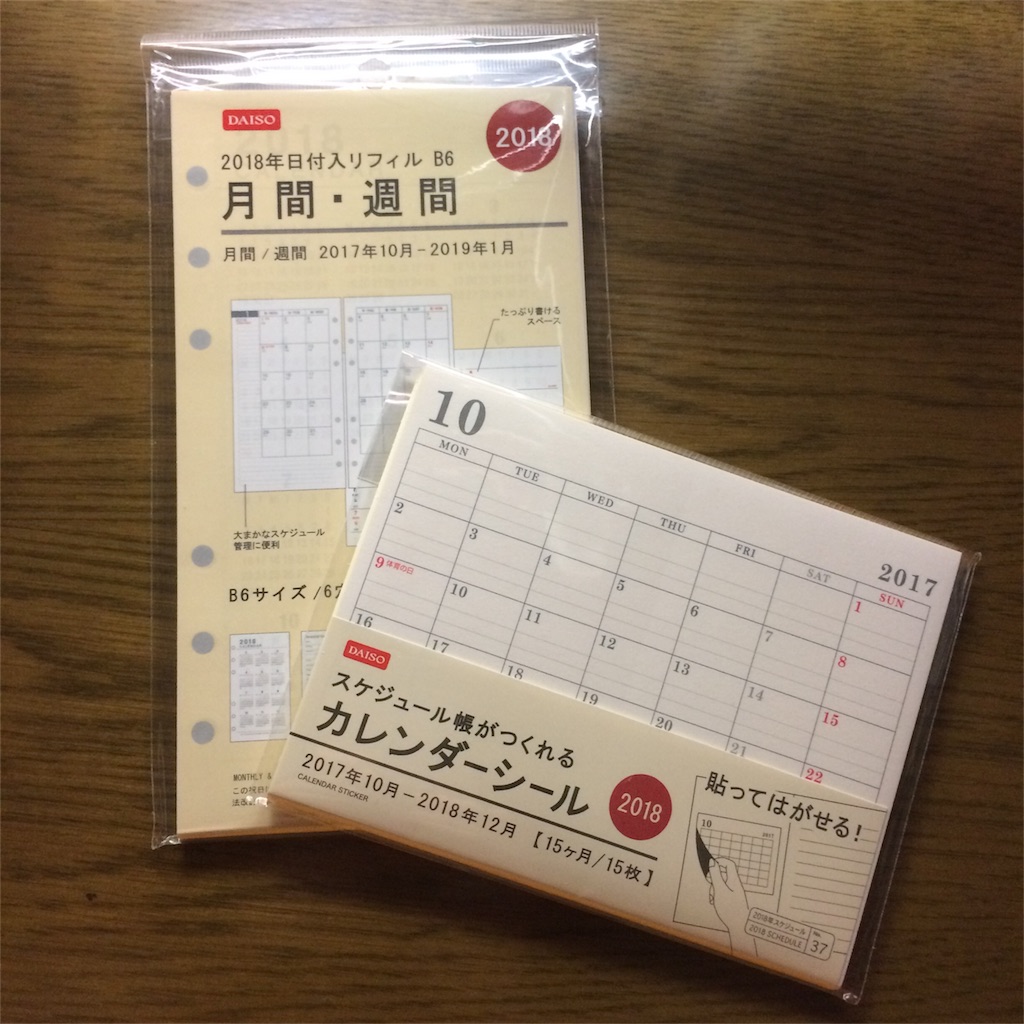 DAISO
2018
2018年日付入リフィル B6
月間・週間
月間/週間 2017年10月-2019年1月
たっぷり書ける
スペース
大まかなスケジュール
管理に便利
B6サイズ/6穴
2018
MONTHLY &
この祝日
10
2017
MON TUE WED THU FRI SAT SUN
1
2 3 4 5 6 7 8
9 体育の日 10 11 12 13 14 15
16 17 18 19 20 21 22
DAISO
スケジュール帳がつくれる
カレンダーシール
2017年10月-2018年12月 【15ヶ月/15枚】
CALENDAR STICKER
2018
貼ってはがせる!
10
2017
2018年スケジュール
2018 SCHEDULE
No.
37